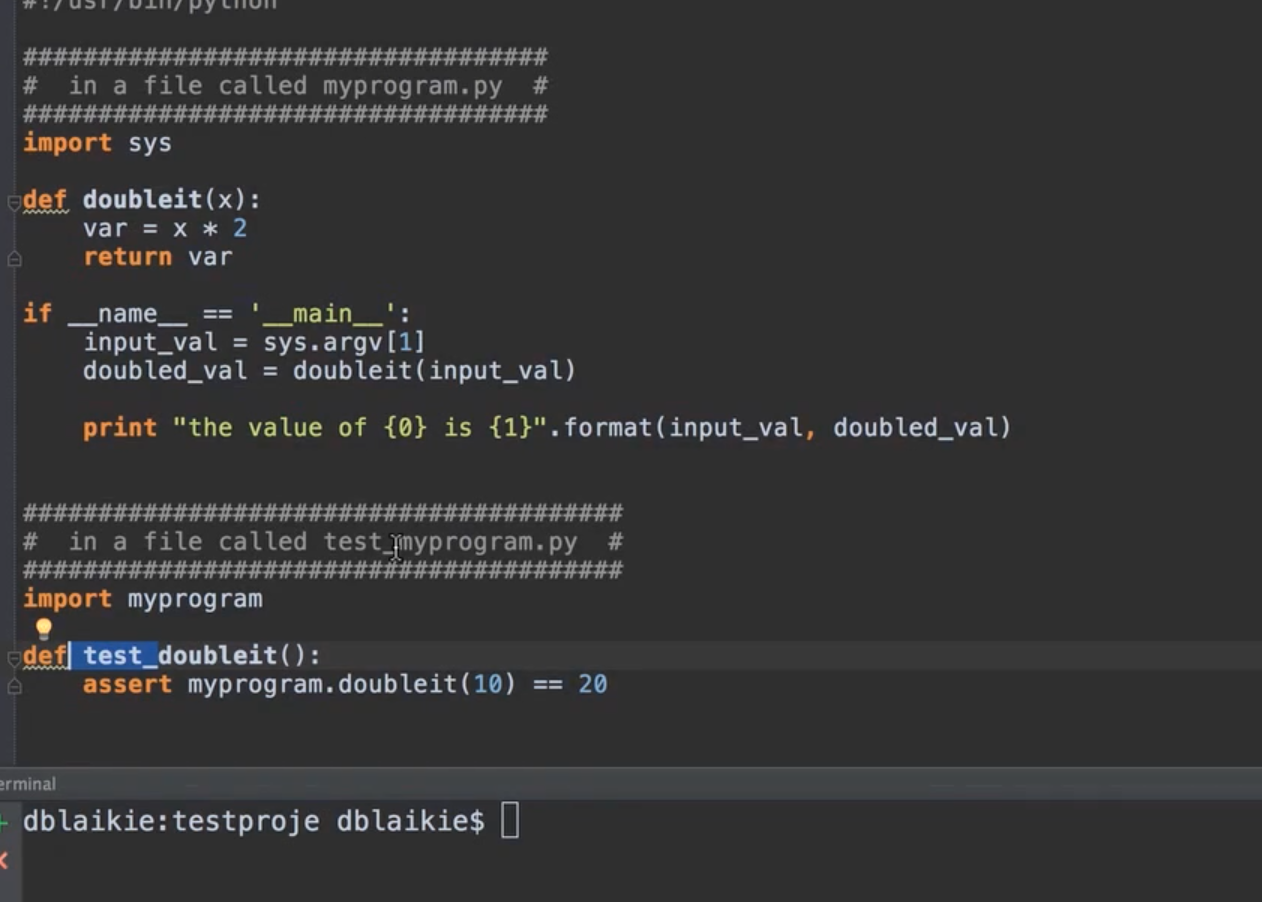 #!/usr/bin/python
###################################
#  in a file called myprogram.py  #
###################################
import sys
def doubleit(x):
    var = x * 2
    return var
if __name__ == '__main__':
    input_val = sys.argv[1]
    doubled_val = doubleit(input_val)
    print "the value of {0} is {1}".format(input_val, doubled_val)
########################################
#  in a file called test_myprogram.py  #
########################################
import myprogram
def test_doubleit():
    assert myprogram.doubleit(10) == 20
erminal
dblaikie:testproje dblaikie$